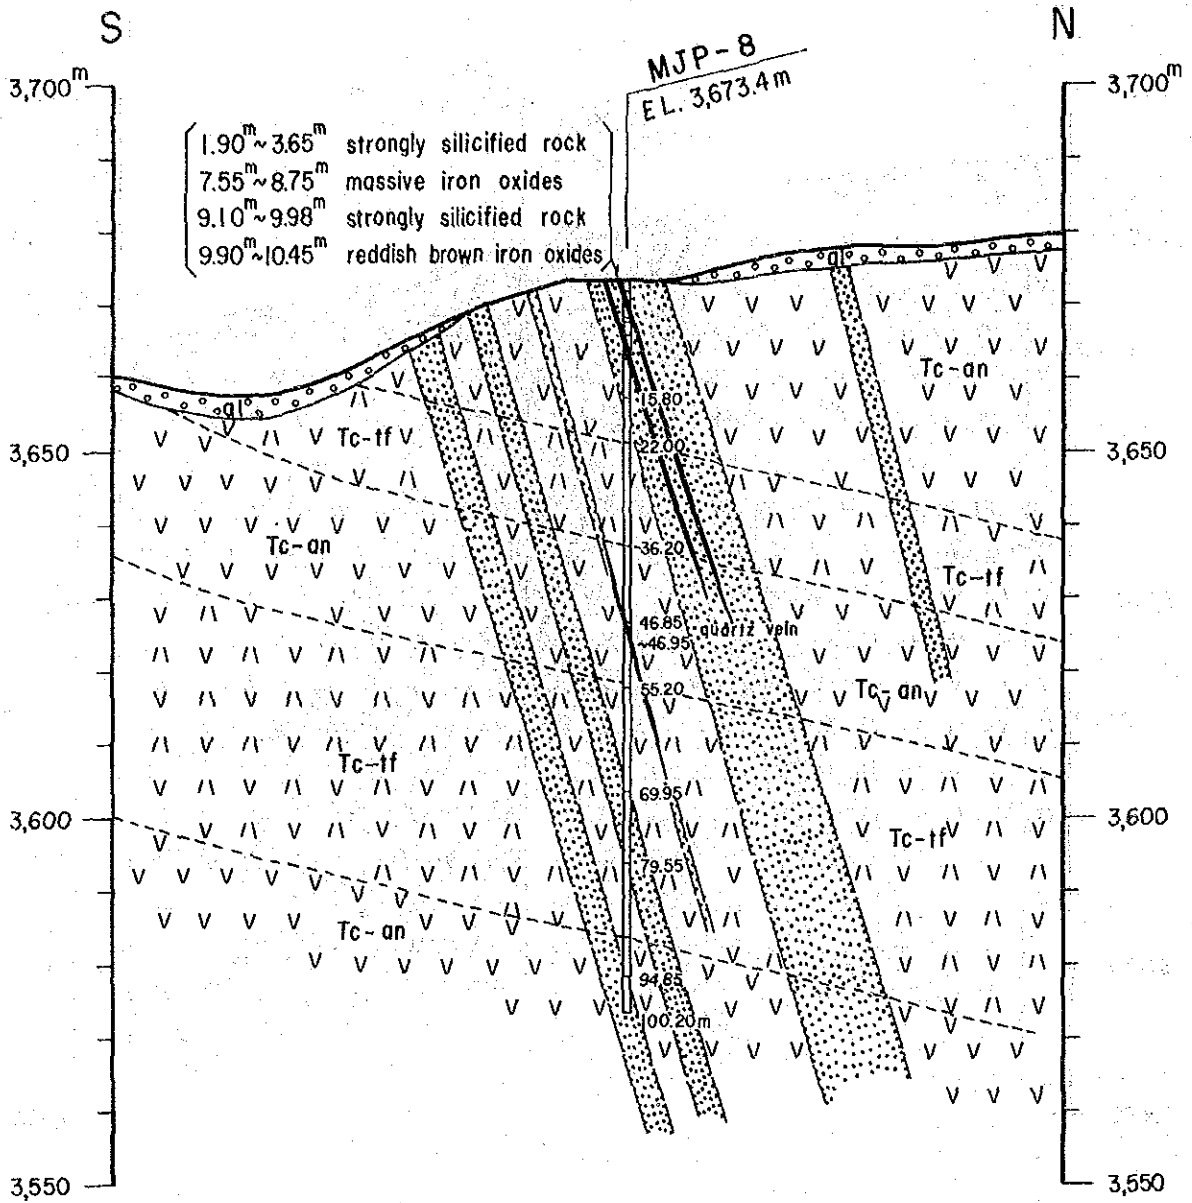 S
N
MJP-8
EL. 3,673.4m
3,700m
3,700m
1.90m~3.65m strongly silicified rock
7.55m~8.75m massive iron oxides
9.10m~9.98m strongly silicified rock
9.90m~10.45m reddish brown iron oxides
al
al
Tc-an
15.80
Tc-tf
22.00
3,650
3,650
Tc-an
36.20
Tc-tf
46.85
~46.95
quartz vein
55.20
Tc-an
Tc-tf
69.95
3,600
3,600
Tc-tf
79.55
Tc-an
94.85
100.20m
3,550
3,550